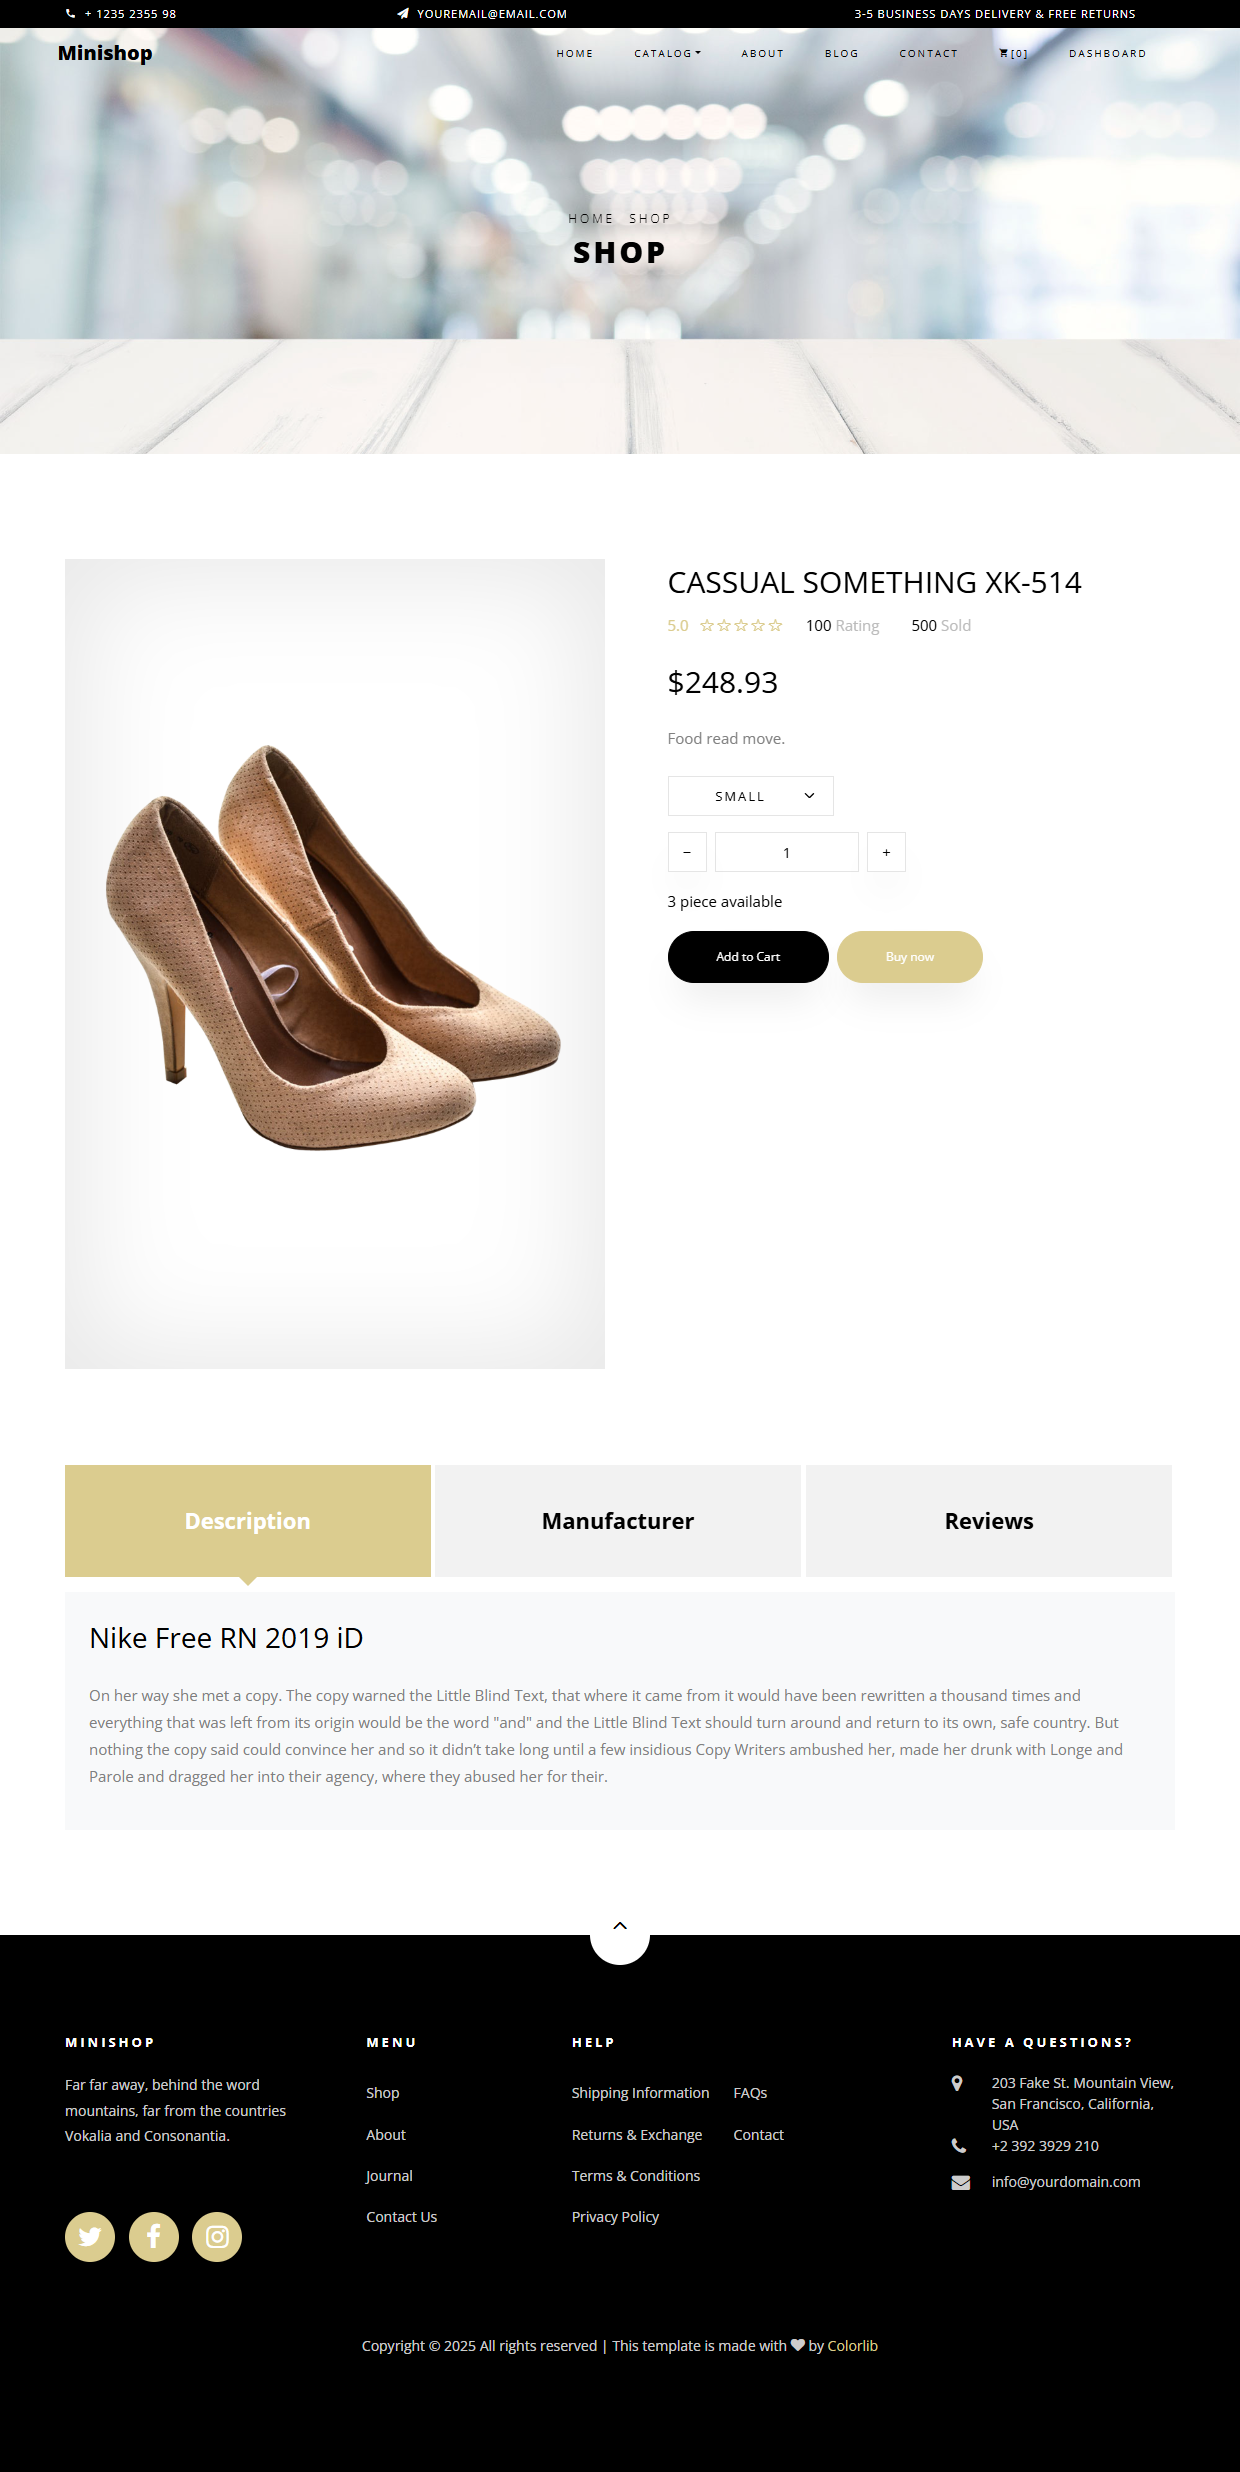 + 1235 2355 98
YOUREMAIL@EMAIL.COM
3-5 BUSINESS DAYS DELIVERY & FREE RETURNS
Minishop
HOME
CATALOG
ABOUT
BLOG
CONTACT
[0]
DASHBOARD
HOME SHOP
SHOP
CASSUAL SOMETHING XK-514
5.0 100 Rating 500 Sold
$248.93
Food read move.
SMALL
− 1 +
3 piece available
Add to Cart
Buy now
Description
Manufacturer
Reviews
Nike Free RN 2019 iD
On her way she met a copy. The copy warned the Little Blind Text, that where it came from it would have been rewritten a thousand times and
everything that was left from its origin would be the word "and" and the Little Blind Text should turn around and return to its own, safe country. But
nothing the copy said could convince her and so it didn’t take long until a few insidious Copy Writers ambushed her, made her drunk with Longe and
Parole and dragged her into their agency, where they abused her for their.
MINISHOP
Far far away, behind the word
mountains, far from the countries
Vokalia and Consonantia.
MENU
Shop
About
Journal
Contact Us
HELP
Shipping Information
Returns & Exchange
Terms & Conditions
Privacy Policy
FAQs
Contact
HAVE A QUESTIONS?
203 Fake St. Mountain View,
San Francisco, California,
USA
+2 392 3929 210
info@yourdomain.com
Copyright © 2025 All rights reserved | This template is made with ♥ by Colorlib